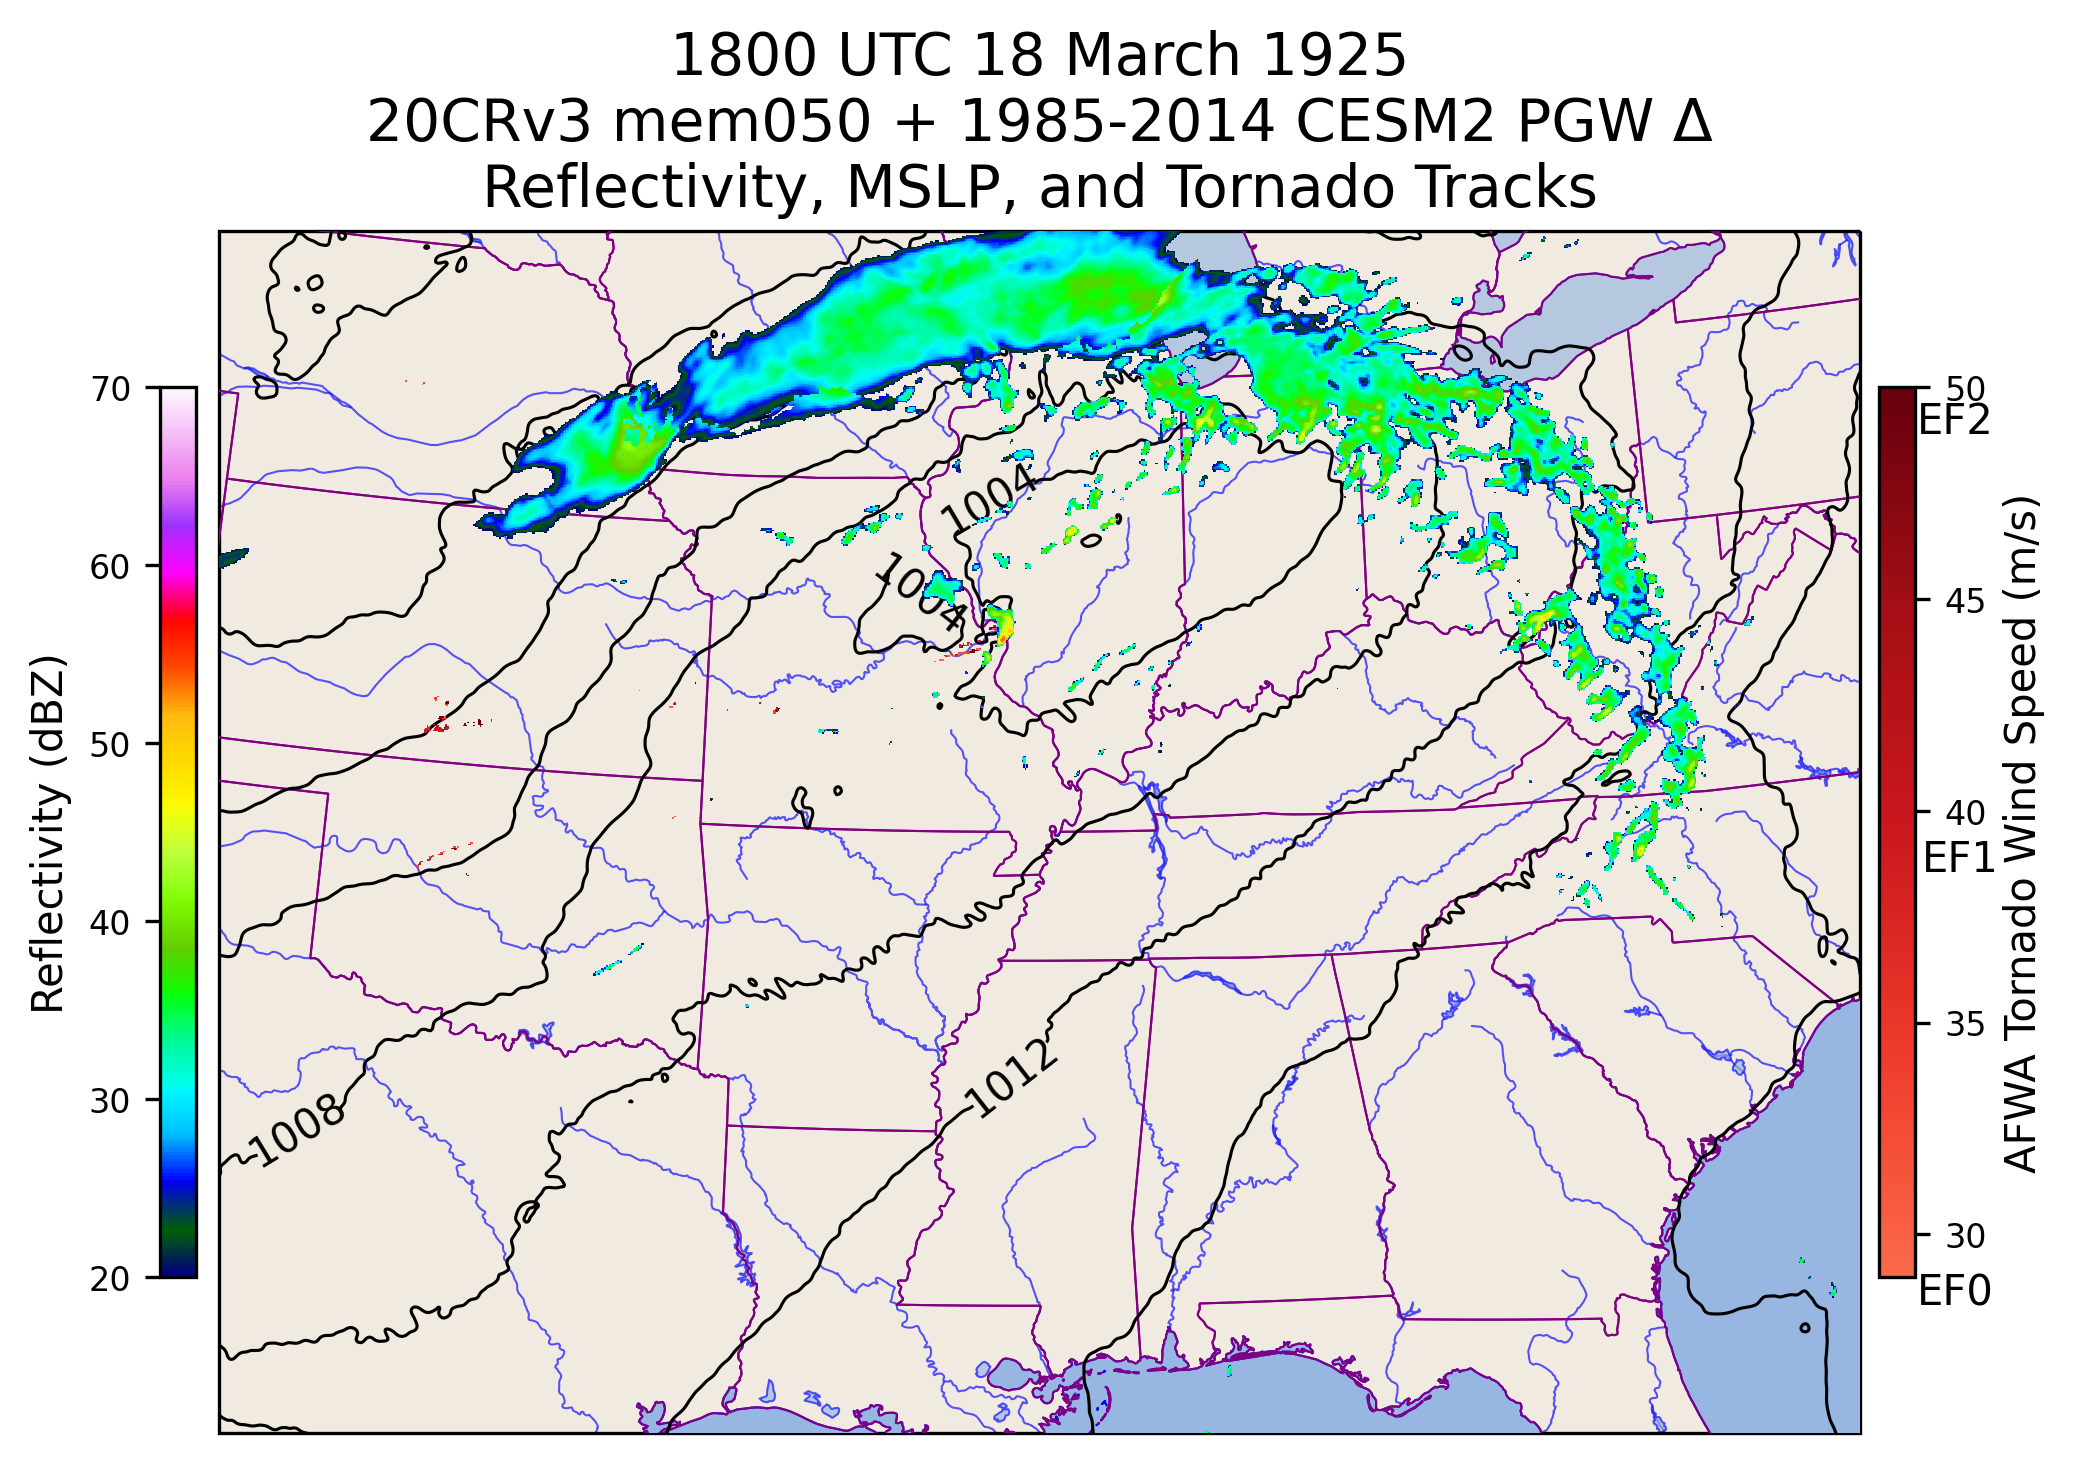 1800 UTC 18 March 1925
20CRv3 mem050 + 1985-2014 CESM2 PGW Δ
Reflectivity, MSLP, and Tornado Tracks
Reflectivity (dBZ)
70
60
50
40
30
20
1004
1004
1008
1012
50
EF2
45
40
EF1
35
30
EF0
AFWA Tornado Wind Speed (m/s)